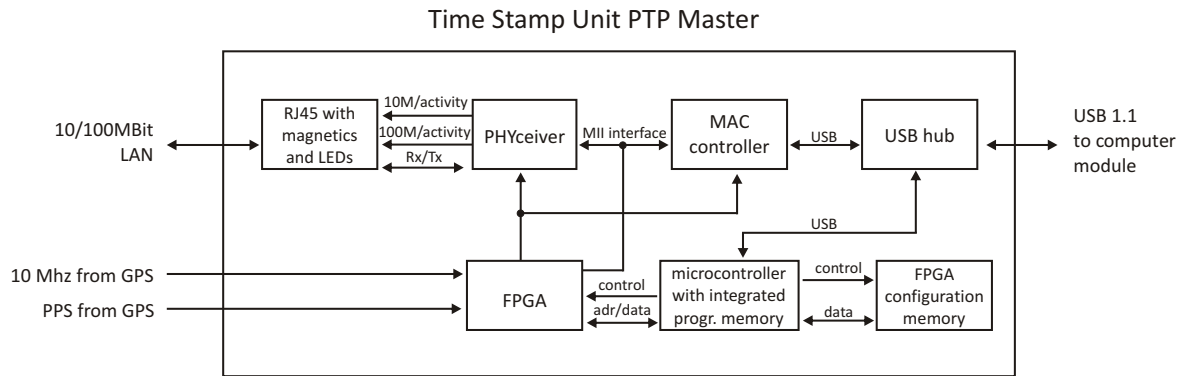 Time Stamp Unit PTP Master
10/100MBit
LAN
RJ45 with
magnetics
and LEDs
10M/activity
100M/activity
Rx/Tx
PHYceiver
MII interface
MAC
controller
USB
USB hub
USB 1.1
to computer
module
USB
10 Mhz from GPS
PPS from GPS
FPGA
control
adr/data
microcontroller
with integrated
progr. memory
control
data
FPGA
configuration
memory